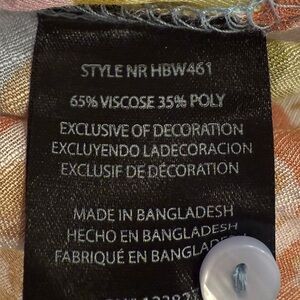 STYLE NR HBW461
65% VISCOSE 35% POLY
EXCLUSIVE OF DECORATION
EXCLUYENDO LADECORACION
EXCLUSIF DE DÉCORATION
MADE IN BANGLADESH
HECHO EN BANGLADESH
FABRIQUÉ EN BANGLADESH